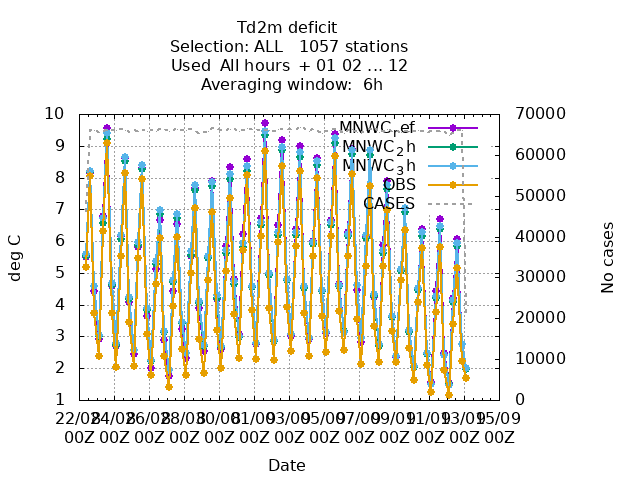 Td2m deficit
Selection: ALL   1057 stations
Used  All hours  + 01 02 ... 12
Averaging window:  6h
10
9
8
7
6
5
4
3
2
1
70000
60000
50000
40000
30000
20000
10000
0
deg C
No cases
MNWC_ref
MNWC_2h
MNWC_3h
OBS
CASES
22/08 24/08 26/08 28/08 30/08 01/09 03/09 05/09 07/09 09/09 11/09 13/09 15/09
00Z 00Z 00Z 00Z 00Z 00Z 00Z 00Z 00Z 00Z 00Z 00Z 00Z
Date